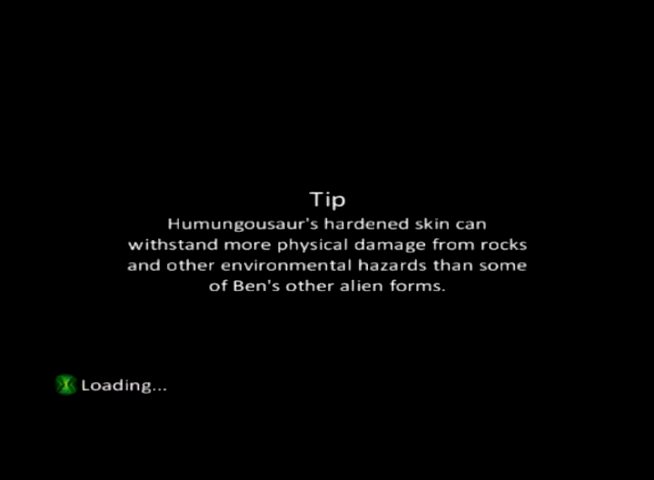 Tip
Humungousaur's hardened skin can
withstand more physical damage from rocks
and other environmental hazards than some
of Ben's other alien forms.
Loading...